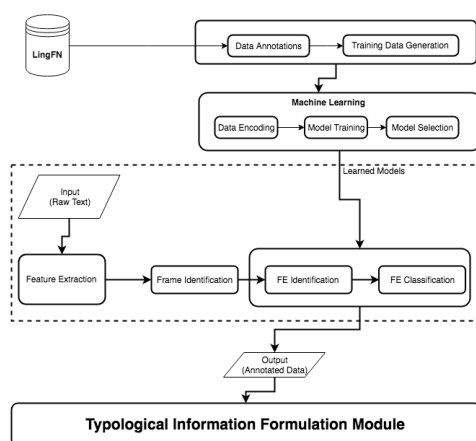 LingFN
Data Annotations
Training Data Generation
Machine Learning
Data Encoding
Model Training
Model Selection
Learned Models
Input
(Raw Text)
Feature Extraction
Frame Identification
FE Identification
FE Classification
Output
(Annotated Data)
Typological Information Formulation Module